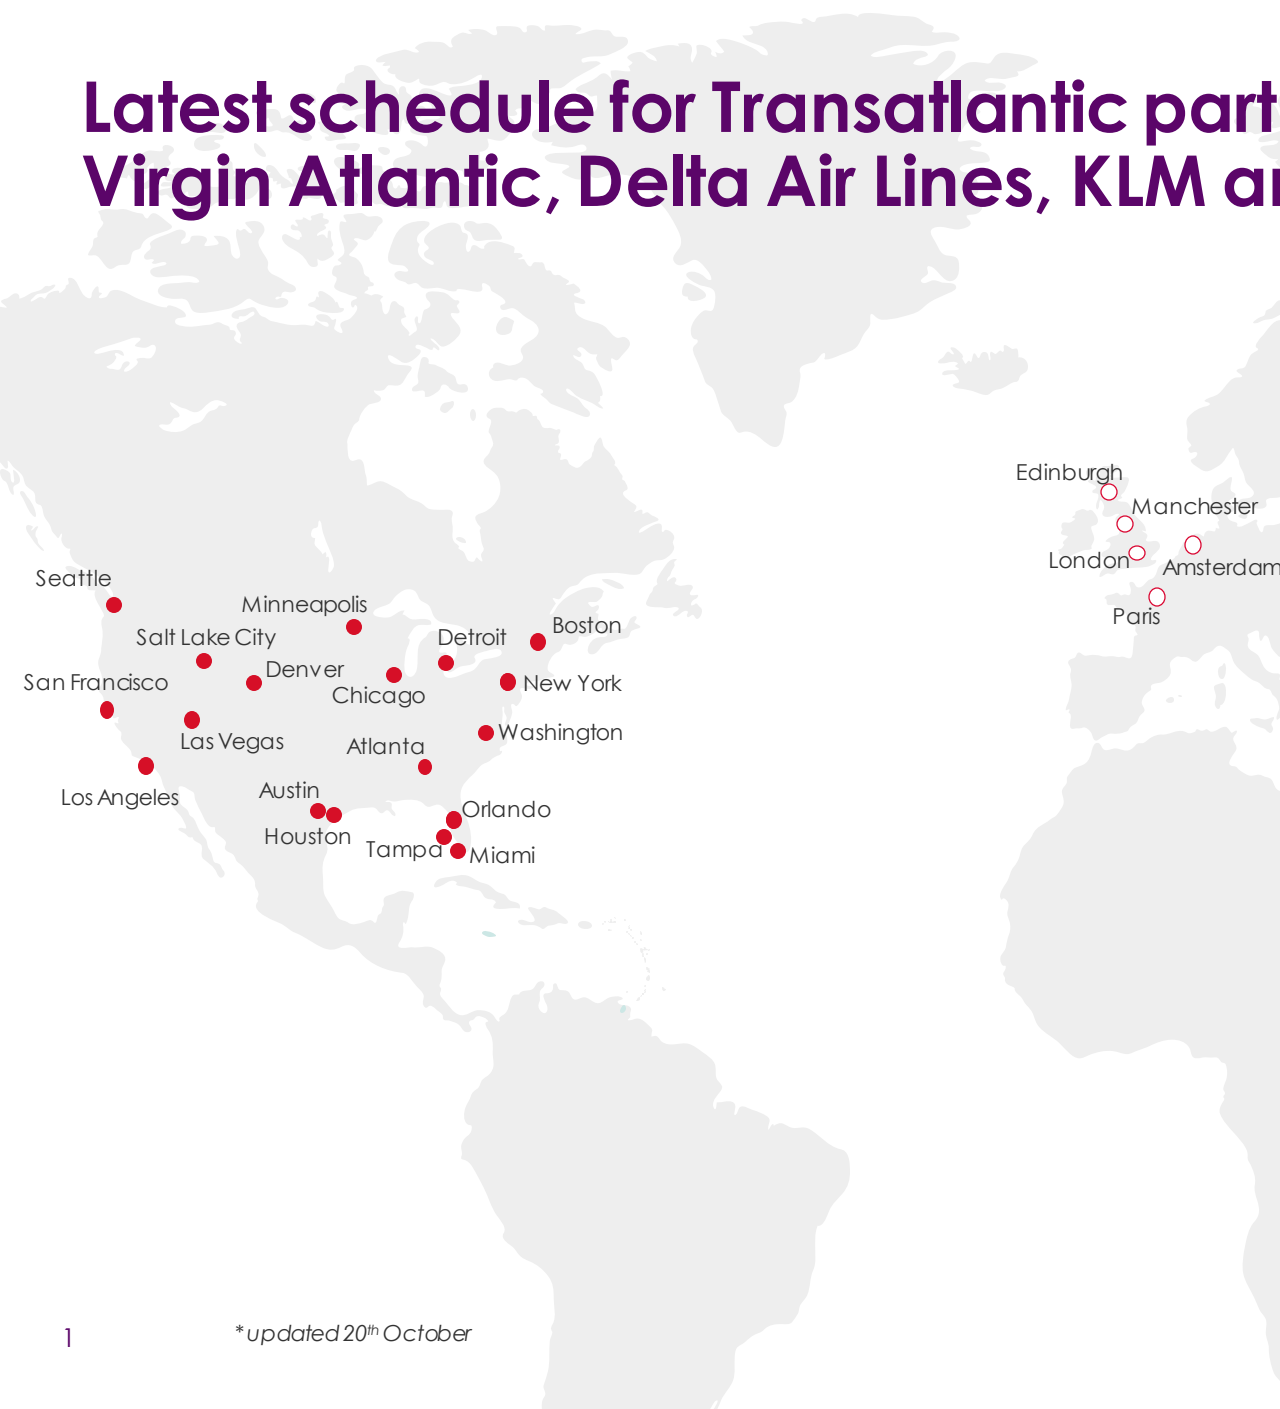 Latest schedule for Transatlantic part
Virgin Atlantic, Delta Air Lines, KLM
Edinburgh
Manchester
London
Amsterdam
Paris
Seattle
Minneapolis
Boston
Salt Lake City
Detroit
Denver
San Francisco
New York
Chicago
Washington
Las Vegas
Atlanta
Los Angeles
Austin
Orlando
Houston
Tampa
Miami
1
*updated 20th October